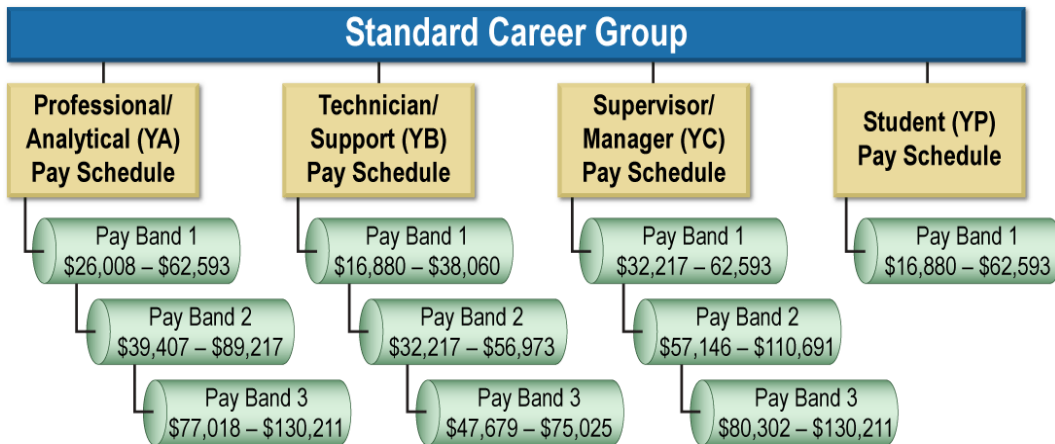 Standard Career Group
Professional/
Analytical (YA)
Pay Schedule
Pay Band 1
$26,008 – $62,593
Pay Band 2
$39,407 – $89,217
Pay Band 3
$77,018 – $130,211
Technician/
Support (YB)
Pay Schedule
Pay Band 1
$16,880 – $38,060
Pay Band 2
$32,217 – $56,973
Pay Band 3
$47,679 – $75,025
Supervisor/
Manager (YC)
Pay Schedule
Pay Band 1
$32,217 – 62,593
Pay Band 2
$57,146 – $110,691
Pay Band 3
$80,302 – $130,211
Student (YP)
Pay Schedule
Pay Band 1
$16,880 – $62,593